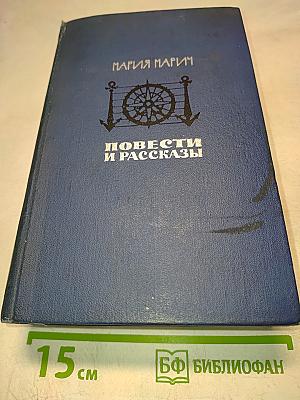 МАРИЯ МАРИЧ
ПОВЕСТИ
И РАССКАЗЫ
15 см
БФ БИБЛИОФАН